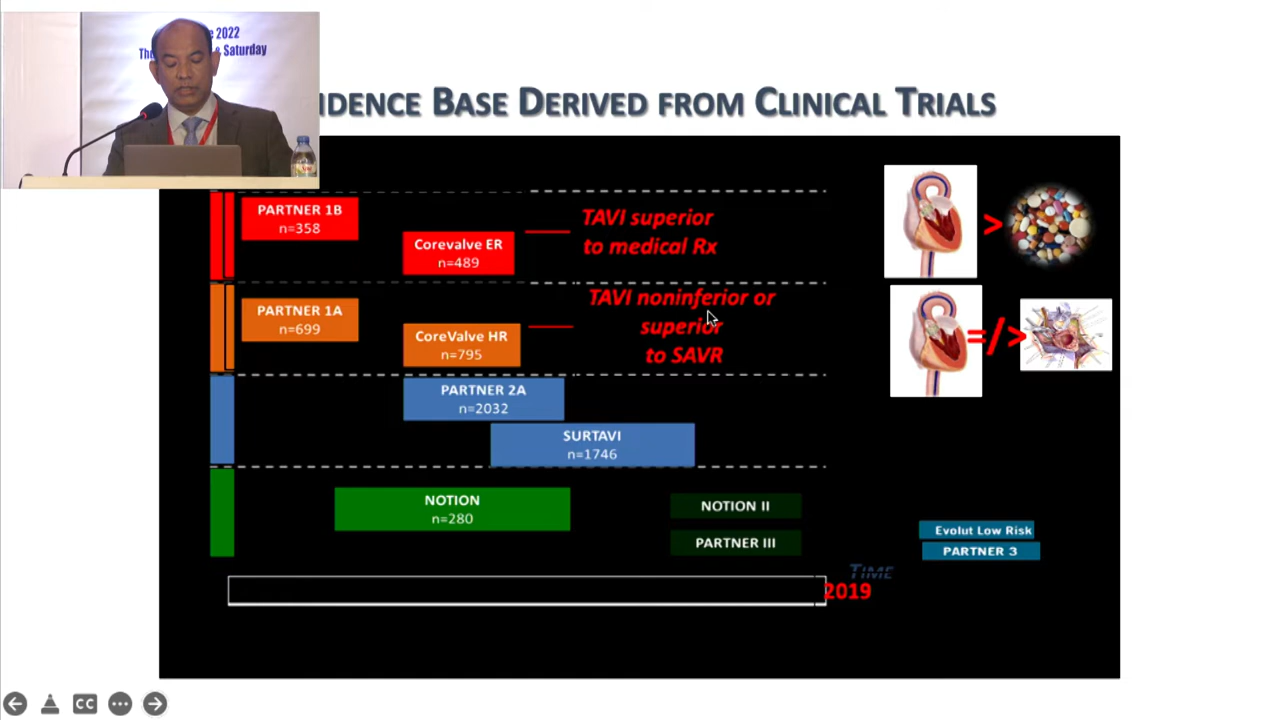 e 2022
Thu & Saturday
IDENCE BASE DERIVED FROM CLINICAL TRIALS
PARTNER 1B
n=358
Corevalve ER
n=489
TAVI superior
to medical Rx
>
PARTNER 1A
n=699
CoreValve HR
n=795
TAVI noninferior or
superior
to SAVR
=/>
PARTNER 2A
n=2032
SURTAVI
n=1746
NOTION
n=280
NOTION II
PARTNER III
Evolut Low Risk
PARTNER 3
TIME
2019
CC